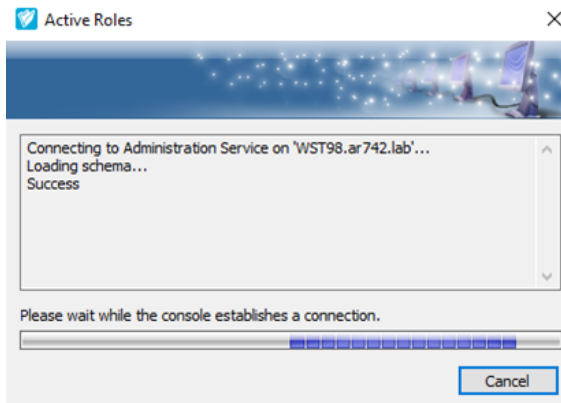 Active Roles
Connecting to Administration Service on 'WST98.ar742.lab'...
Loading schema...
Success
Please wait while the console establishes a connection.
Cancel